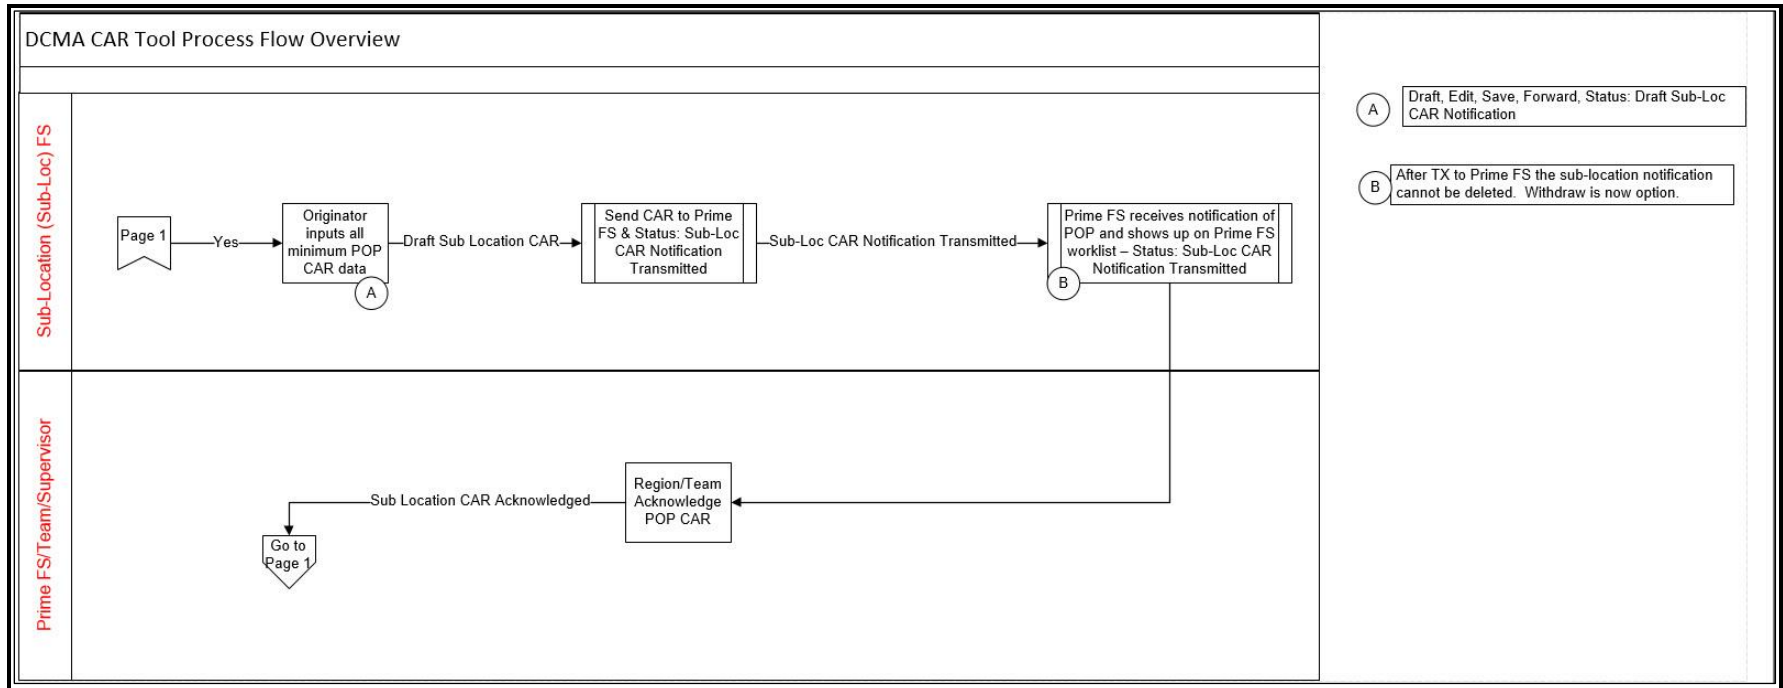 DCMA CAR Tool Process Flow Overview
Sub-Location (Sub-Loc) FS
Page 1
Yes
Originator
inputs all
minimum POP
CAR data
A
Draft Sub Location CAR
Send CAR to Prime
FS & Status: Sub-Loc
CAR Notification
Transmitted
Sub-Loc CAR Notification Transmitted
Prime FS receives notification of
POP and shows up on Prime FS
worklist – Status: Sub-Loc CAR
Notification Transmitted
B
Prime FS/Team/Supervisor
Region/Team
Acknowledge
POP CAR
Sub Location CAR Acknowledged
Go to
Page 1
A
Draft, Edit, Save, Forward, Status: Draft Sub-Loc
CAR Notification
B
After TX to Prime FS the sub-location notification
cannot be deleted.  Withdraw is now option.